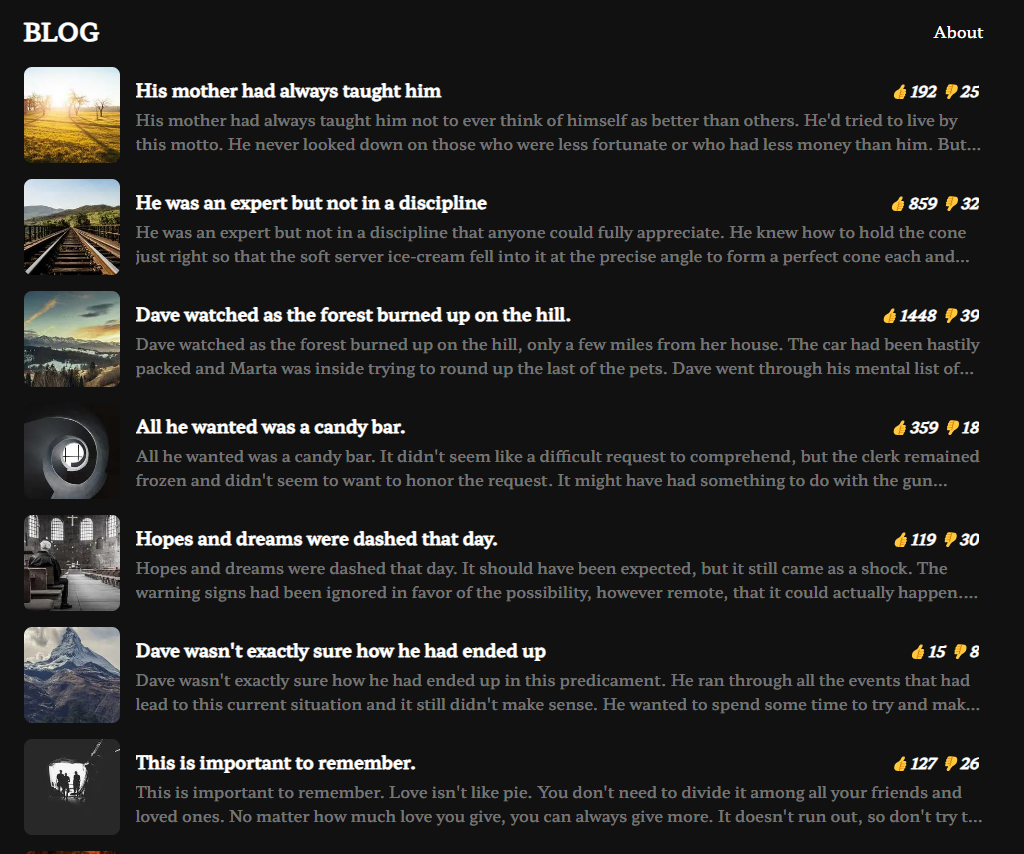 BLOG
About
His mother had always taught him
👍192 👎25
His mother had always taught him not to ever think of himself as better than others. He'd tried to live by
this motto. He never looked down on those who were less fortunate or who had less money than him. But...
He was an expert but not in a discipline
👍859 👎32
He was an expert but not in a discipline that anyone could fully appreciate. He knew how to hold the cone
just right so that the soft server ice-cream fell into it at the precise angle to form a perfect cone each and...
Dave watched as the forest burned up on the hill.
👍1448 👎39
Dave watched as the forest burned up on the hill, only a few miles from her house. The car had been hastily
packed and Marta was inside trying to round up the last of the pets. Dave went through his mental list of...
All he wanted was a candy bar.
👍359 👎18
All he wanted was a candy bar. It didn't seem like a difficult request to comprehend, but the clerk remained
frozen and didn't seem to want to honor the request. It might have had something to do with the gun...
Hopes and dreams were dashed that day.
👍119 👎30
Hopes and dreams were dashed that day. It should have been expected, but it still came as a shock. The
warning signs had been ignored in favor of the possibility, however remote, that it could actually happen....
Dave wasn't exactly sure how he had ended up
👍15 👎8
Dave wasn't exactly sure how he had ended up in this predicament. He ran through all the events that had
lead to this current situation and it still didn't make sense. He wanted to spend some time to try and mak...
This is important to remember.
👍127 👎26
This is important to remember. Love isn't like pie. You don't need to divide it among all your friends and
loved ones. No matter how much love you give, you can always give more. It doesn't run out, so don't try t...